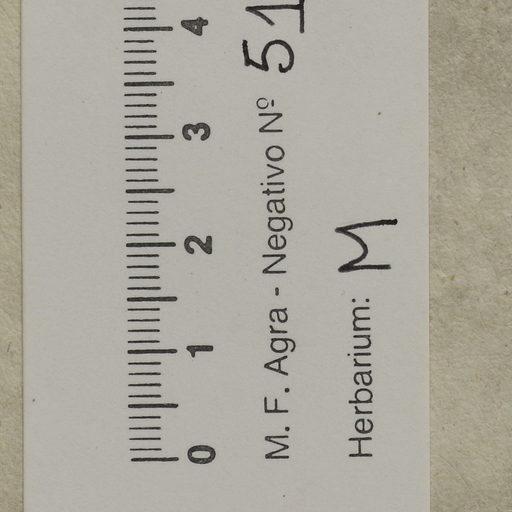 0 1 2 3 4
M. F. Agra - Negativo Nº 51
Herbarium: M